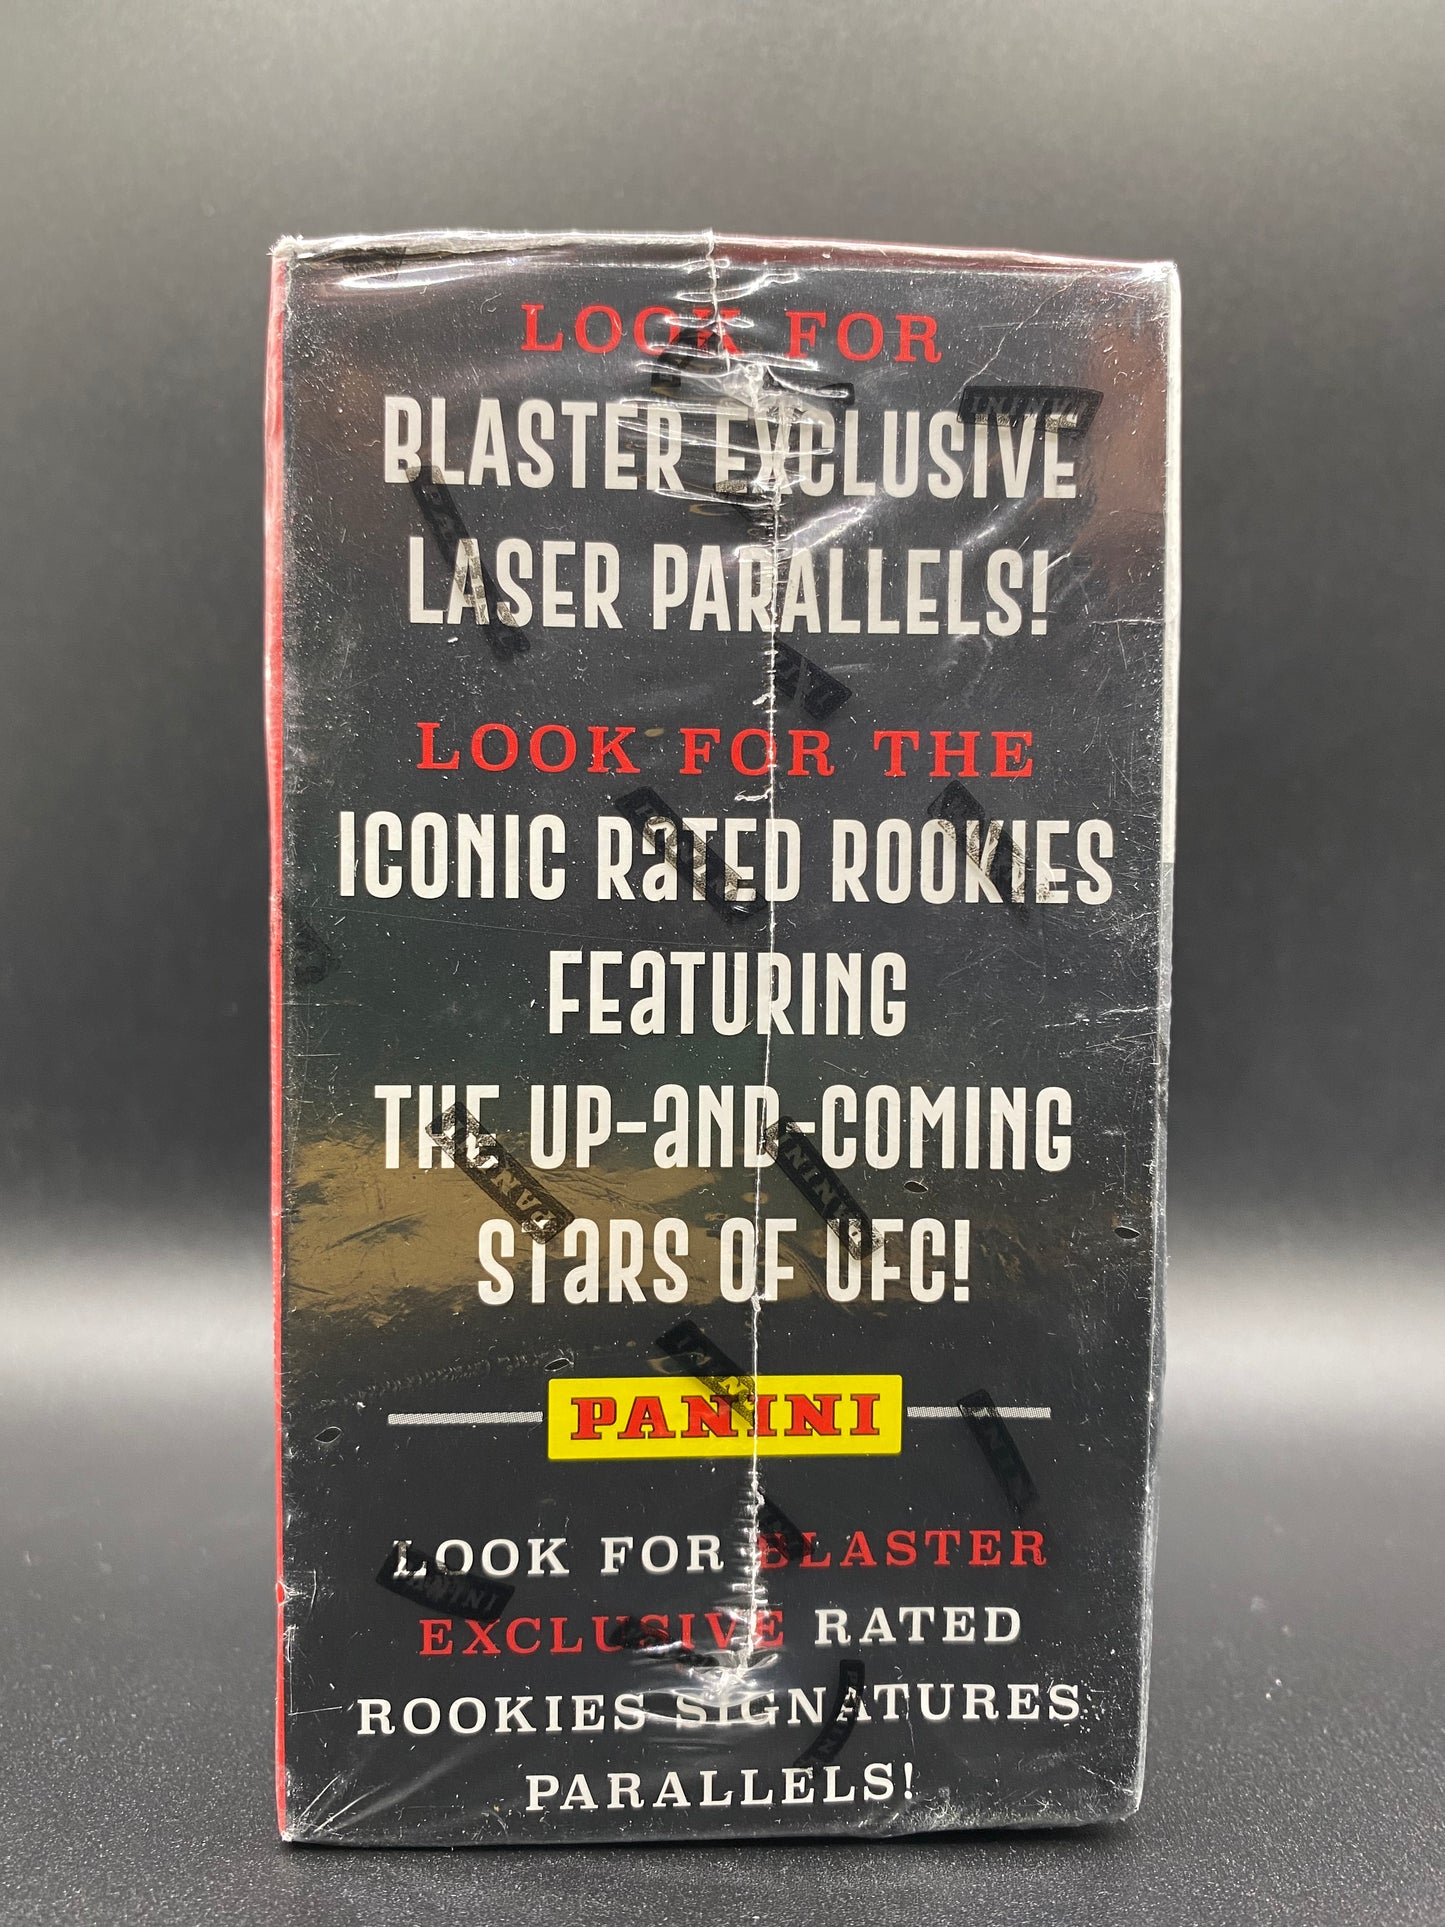 LOOK FOR
BLASTER EXCLUSIVE
LASER PARALLELS!
LOOK FOR THE
ICONIC RaTED ROOKIES
FEaTURING
THE UP-aND-COMING
STaRS OF UFC!
PANINI
LOOK FOR BLASTER
EXCLUSIVE RATED
ROOKIES SIGNATURES
PARALLELS!